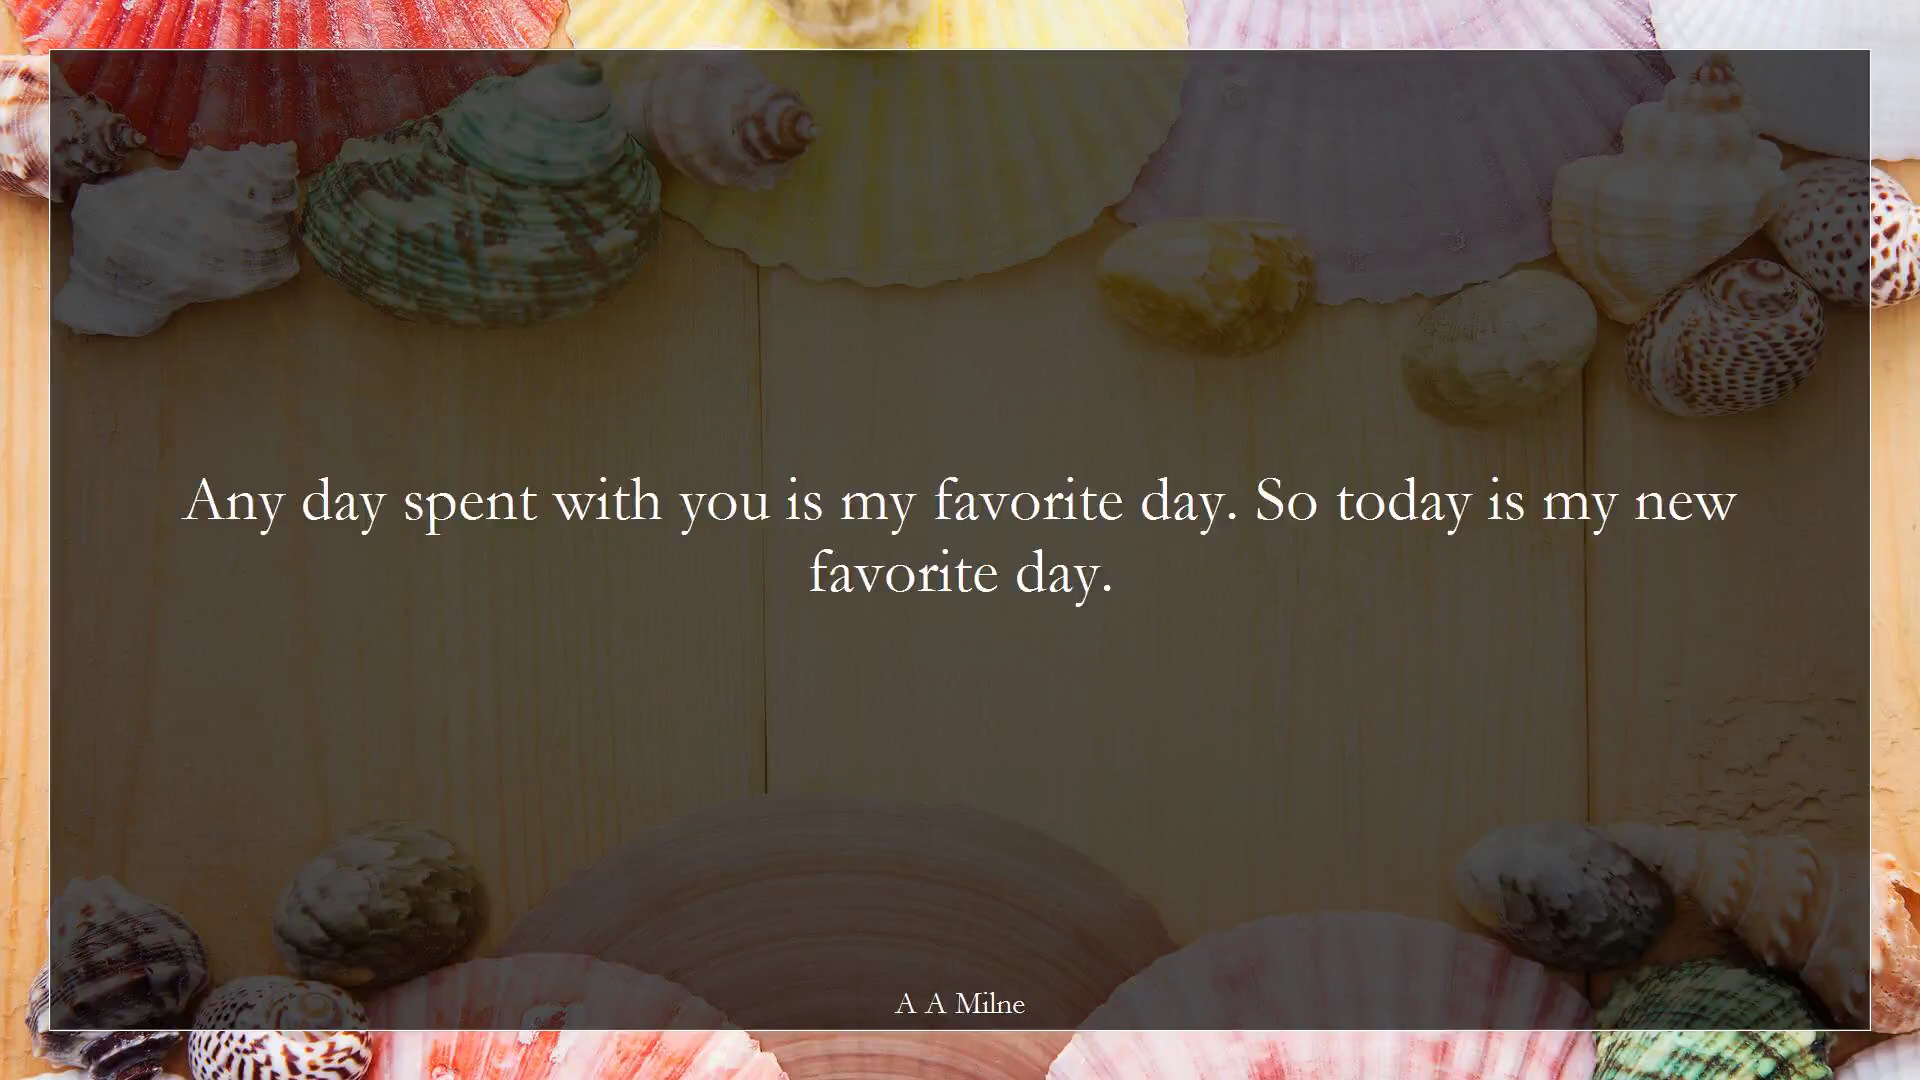 Any day spent with you is my favorite day. So today is my new
favorite day.
A A Milne